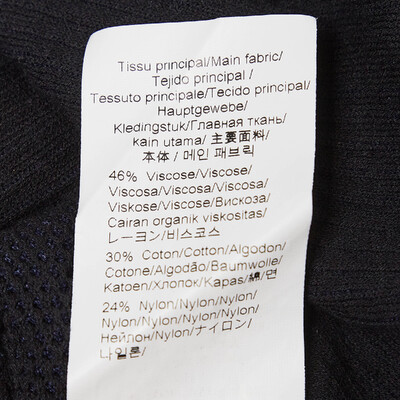 Tissu principal/Main fabric/
Tejido principal /
Tessuto principale/Tecido principal/
Hauptgewebe/
Kledingstuk/Главная ткань/
kain utama/ 主要面料/
本体 / 메인 패브릭
46% Viscose/Viscose/
Viscosa/Viscosa/Viscosa/
Viskose/Viscose/Вискоза/
Cairan organik viskositas/
レーヨン/비스코스
30% Coton/Cotton/Algodon/
Cotone/Algodão/Baumwolle/
Katoen/Хлопок/Kapas/綿/면
24% Nylon/Nylon/Nylon/
Nylon/Nylon/Nylon/Nylon/
Нейлон/Nylon/ナイロン/
나일론/